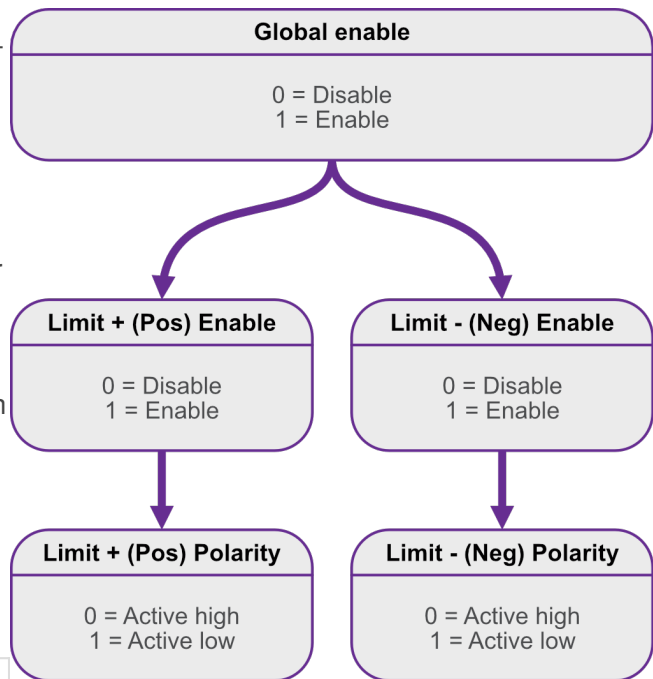 Global enable
0 = Disable
1 = Enable
Limit + (Pos) Enable
0 = Disable
1 = Enable
Limit - (Neg) Enable
0 = Disable
1 = Enable
Limit + (Pos) Polarity
0 = Active high
1 = Active low
Limit - (Neg) Polarity
0 = Active high
1 = Active low